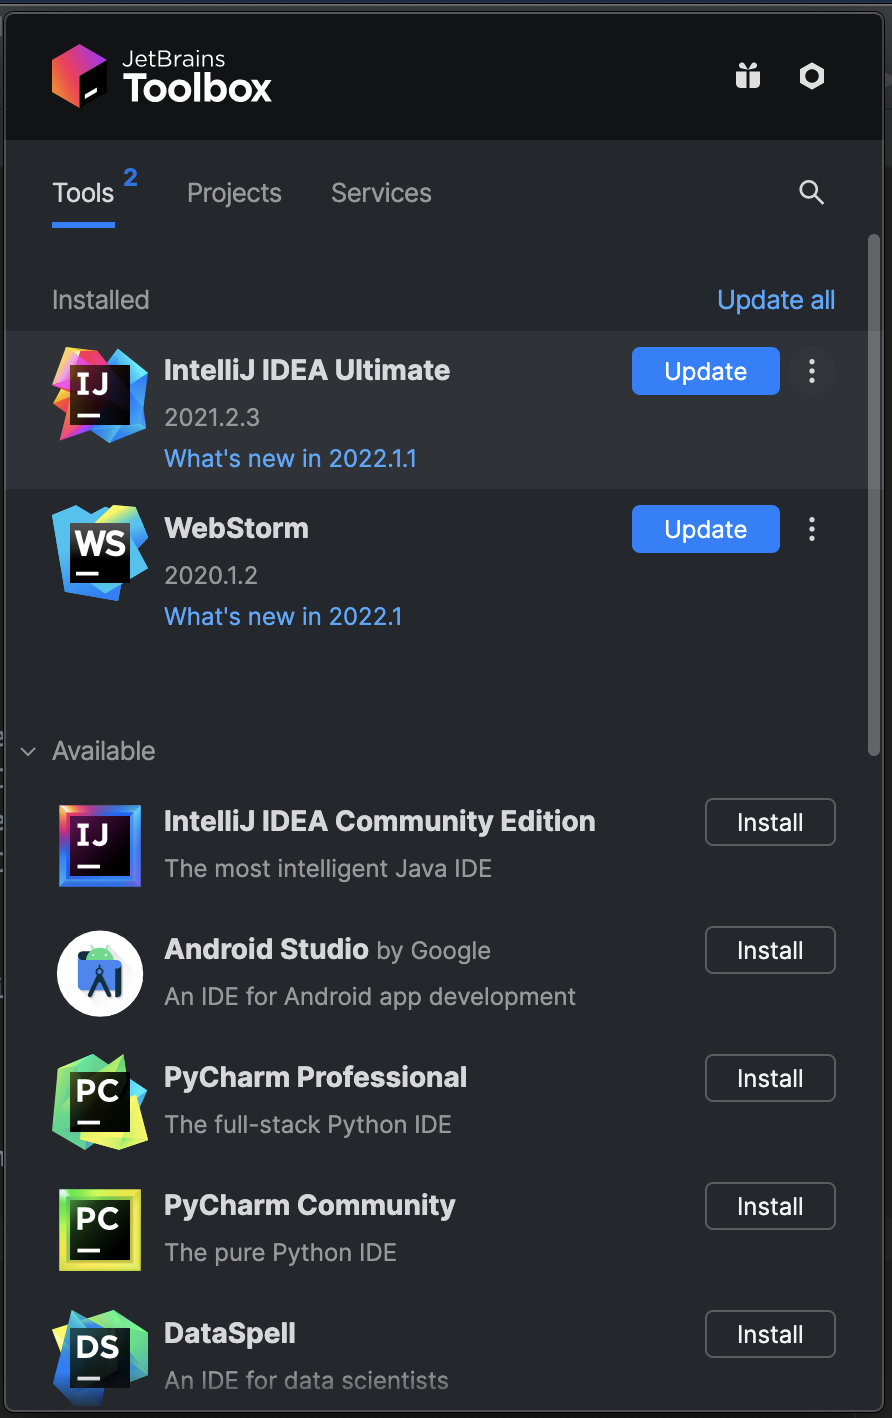 JetBrains
Toolbox
Tools 2 Projects Services
Installed Update all
IJ IntelliJ IDEA Ultimate Update
2021.2.3
What's new in 2022.1.1
WS WebStorm Update
2020.1.2
What's new in 2022.1
Available
IJ IntelliJ IDEA Community Edition Install
The most intelligent Java IDE
Android Studio by Google Install
An IDE for Android app development
PC PyCharm Professional Install
The full-stack Python IDE
PC PyCharm Community Install
The pure Python IDE
DS DataSpell Install
An IDE for data scientists